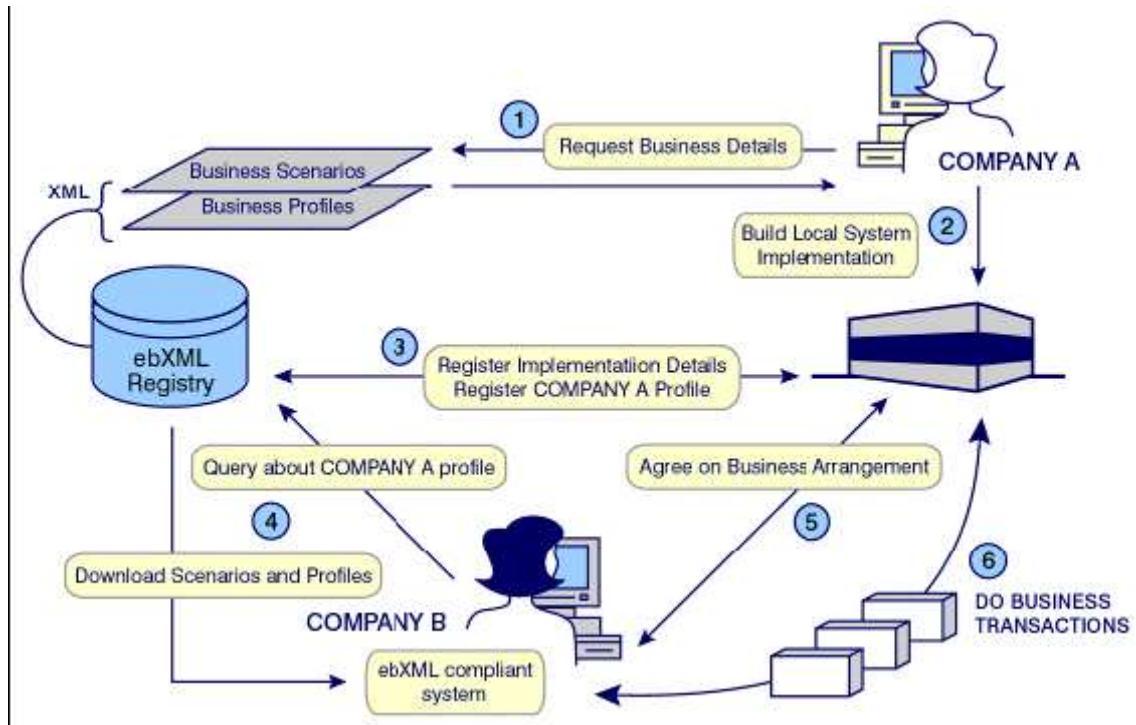 1
Request Business Details
COMPANY A
XML
Business Scenarios
Business Profiles
2
Build Local System
Implementation
ebXML
Registry
3
Register Implementatiion Details
Register COMPANY A Profile
Query about COMPANY A profile
Agree on Business Arrangement
4
5
Download Scenarios and Profiles
6
DO BUSINESS
TRANSACTIONS
COMPANY B
ebXML compliant
system